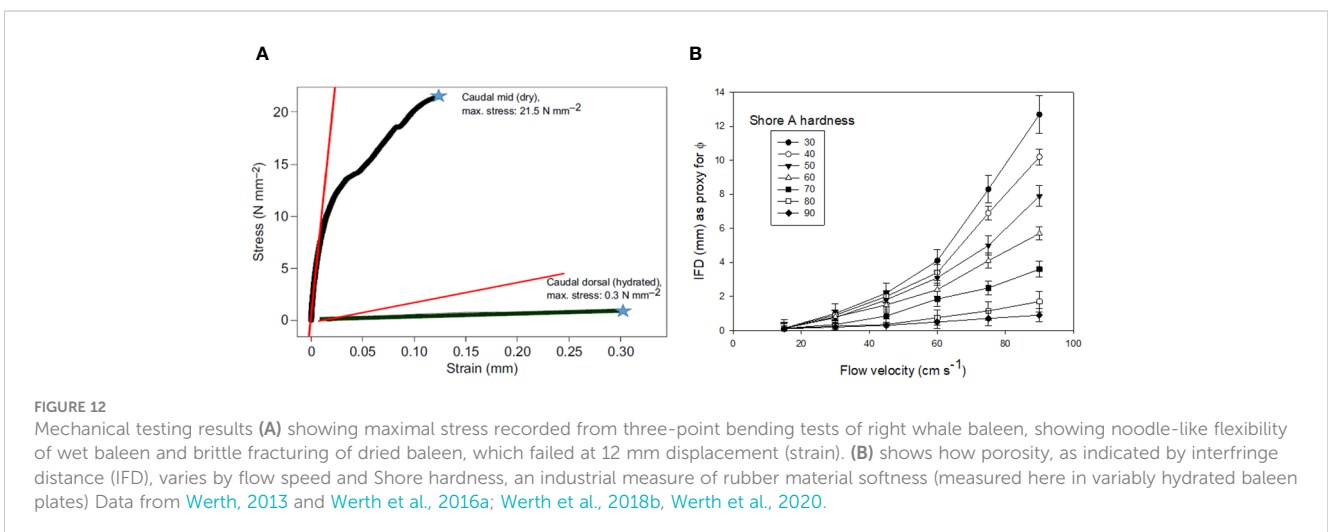 A
B
20
15
10
5
0
Stress (N mm⁻²)
Caudal mid (dry),
max. stress: 21.5 N mm⁻²
Caudal dorsal (hydrated),
max. stress: 0.3 N mm⁻²
0 0.05 0.10 0.15 0.20 0.25 0.30
Strain (mm)
14
12
10
8
6
4
2
0
IFD (mm) as proxy for ϕ
Shore A hardness
30
40
50
60
70
80
90
0 20 40 60 80 100
Flow velocity (cm s⁻¹)
FIGURE 12
Mechanical testing results (A) showing maximal stress recorded from three-point bending tests of right whale baleen, showing noodle-like flexibility
of wet baleen and brittle fracturing of dried baleen, which failed at 12 mm displacement (strain). (B) shows how porosity, as indicated by interfringe
distance (IFD), varies by flow speed and Shore hardness, an industrial measure of rubber material softness (measured here in variably hydrated baleen
plates) Data from Werth, 2013 and Werth et al., 2016a; Werth et al., 2018b, Werth et al., 2020.